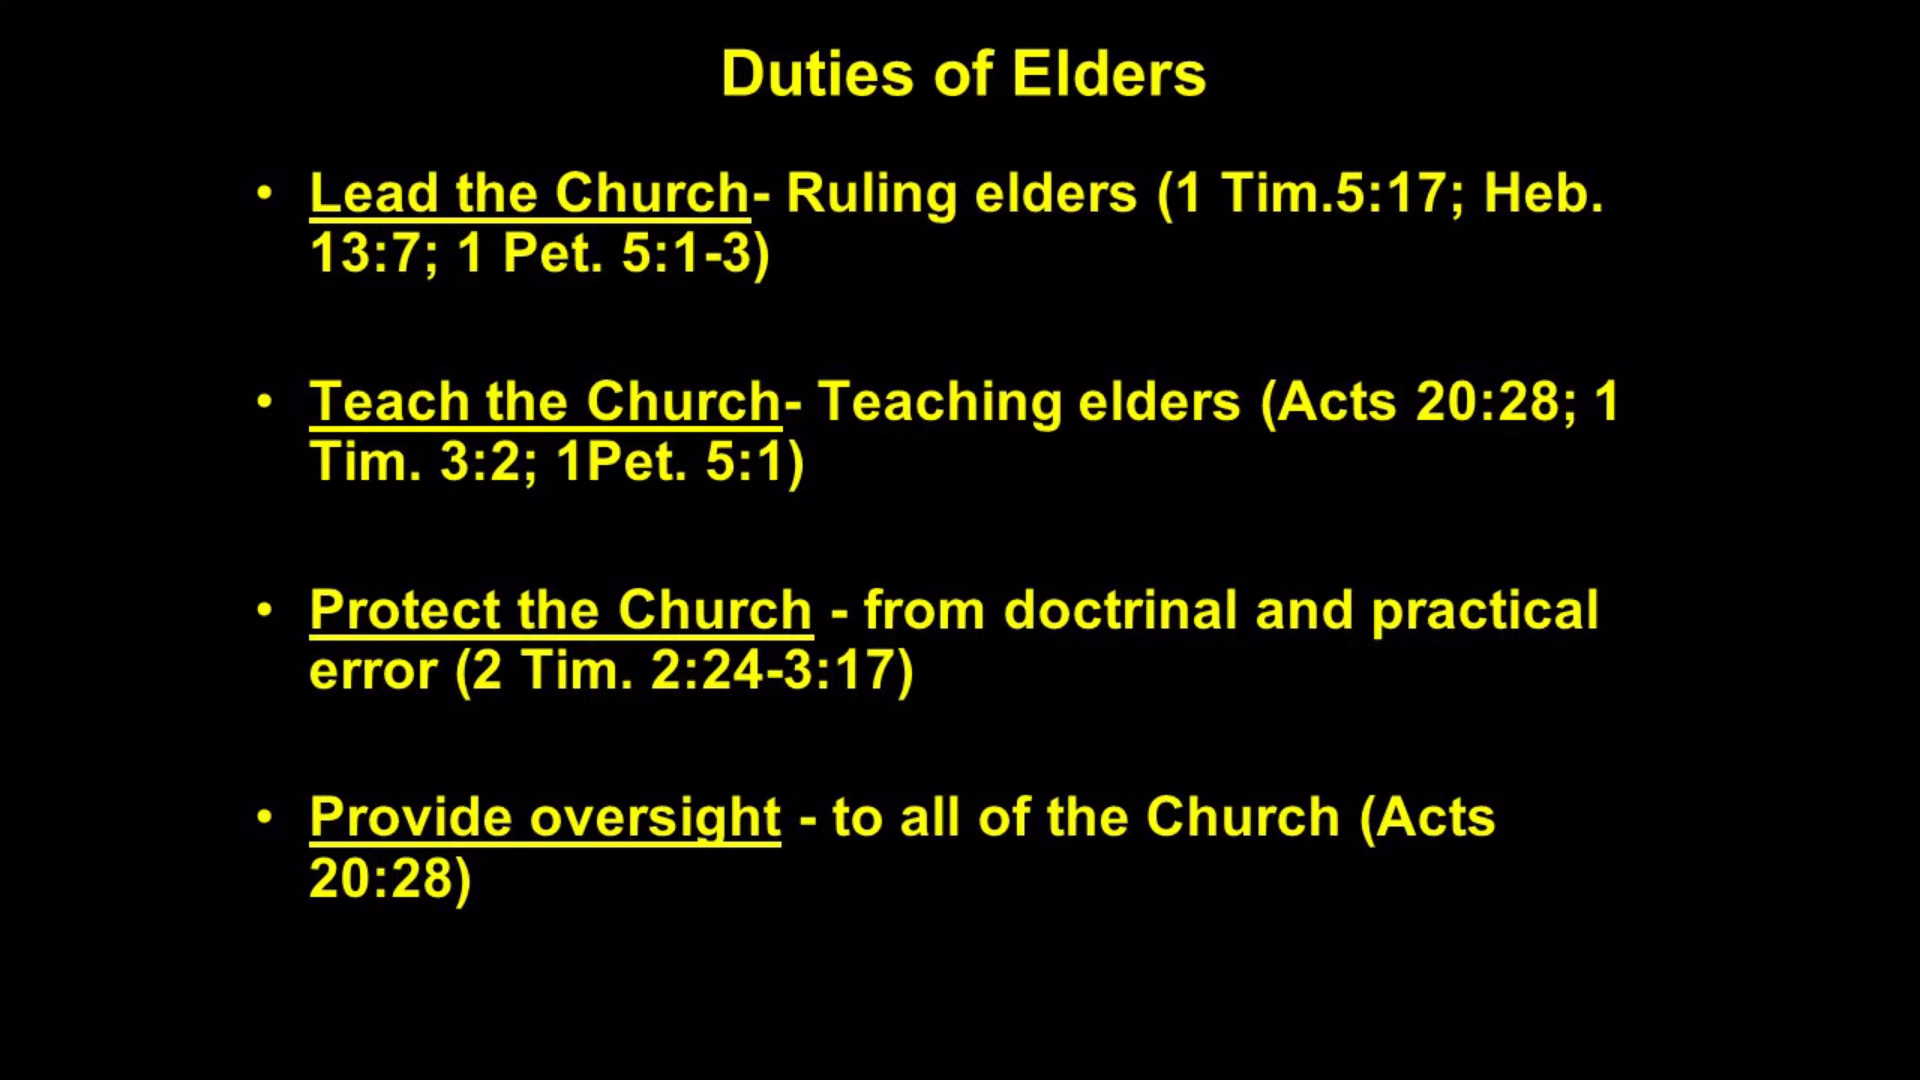 Duties of Elders
• Lead the Church- Ruling elders (1 Tim.5:17; Heb.
13:7; 1 Pet. 5:1-3)
• Teach the Church- Teaching elders (Acts 20:28; 1
Tim. 3:2; 1Pet. 5:1)
• Protect the Church - from doctrinal and practical
error (2 Tim. 2:24-3:17)
• Provide oversight - to all of the Church (Acts
20:28)